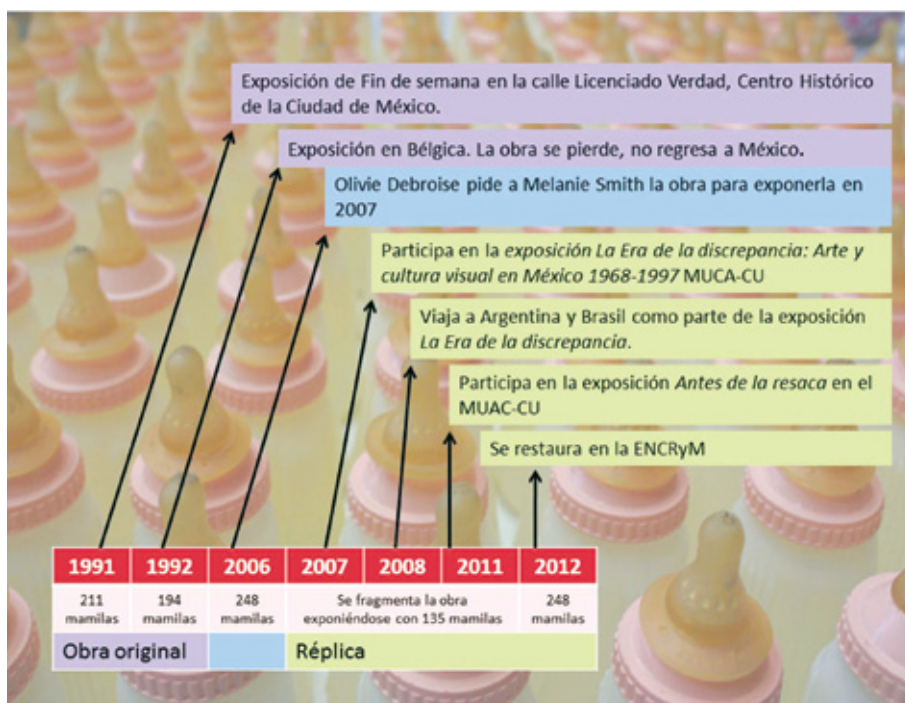 Exposición de Fin de semana en la calle Licenciado Verdad, Centro Histórico
de la Ciudad de México.
Exposición en Bélgica. La obra se pierde, no regresa a México.
Olivie Debroise pide a Melanie Smith la obra para exponerla en
2007
Participa en la exposición La Era de la discrepancia: Arte y
cultura visual en México 1968-1997 MUCA-CU
Viaja a Argentina y Brasil como parte de la exposición
La Era de la discrepancia.
Participa en la exposición Antes de la resaca en el
MUAC-CU
Se restaura en la ENCRyM
1991 1992 2006 2007 2008 2011 2012
211 194 248 Se fragmenta la obra 248
mamilas mamilas mamilas exponiéndose con 135 mamilas mamilas
Obra original Réplica